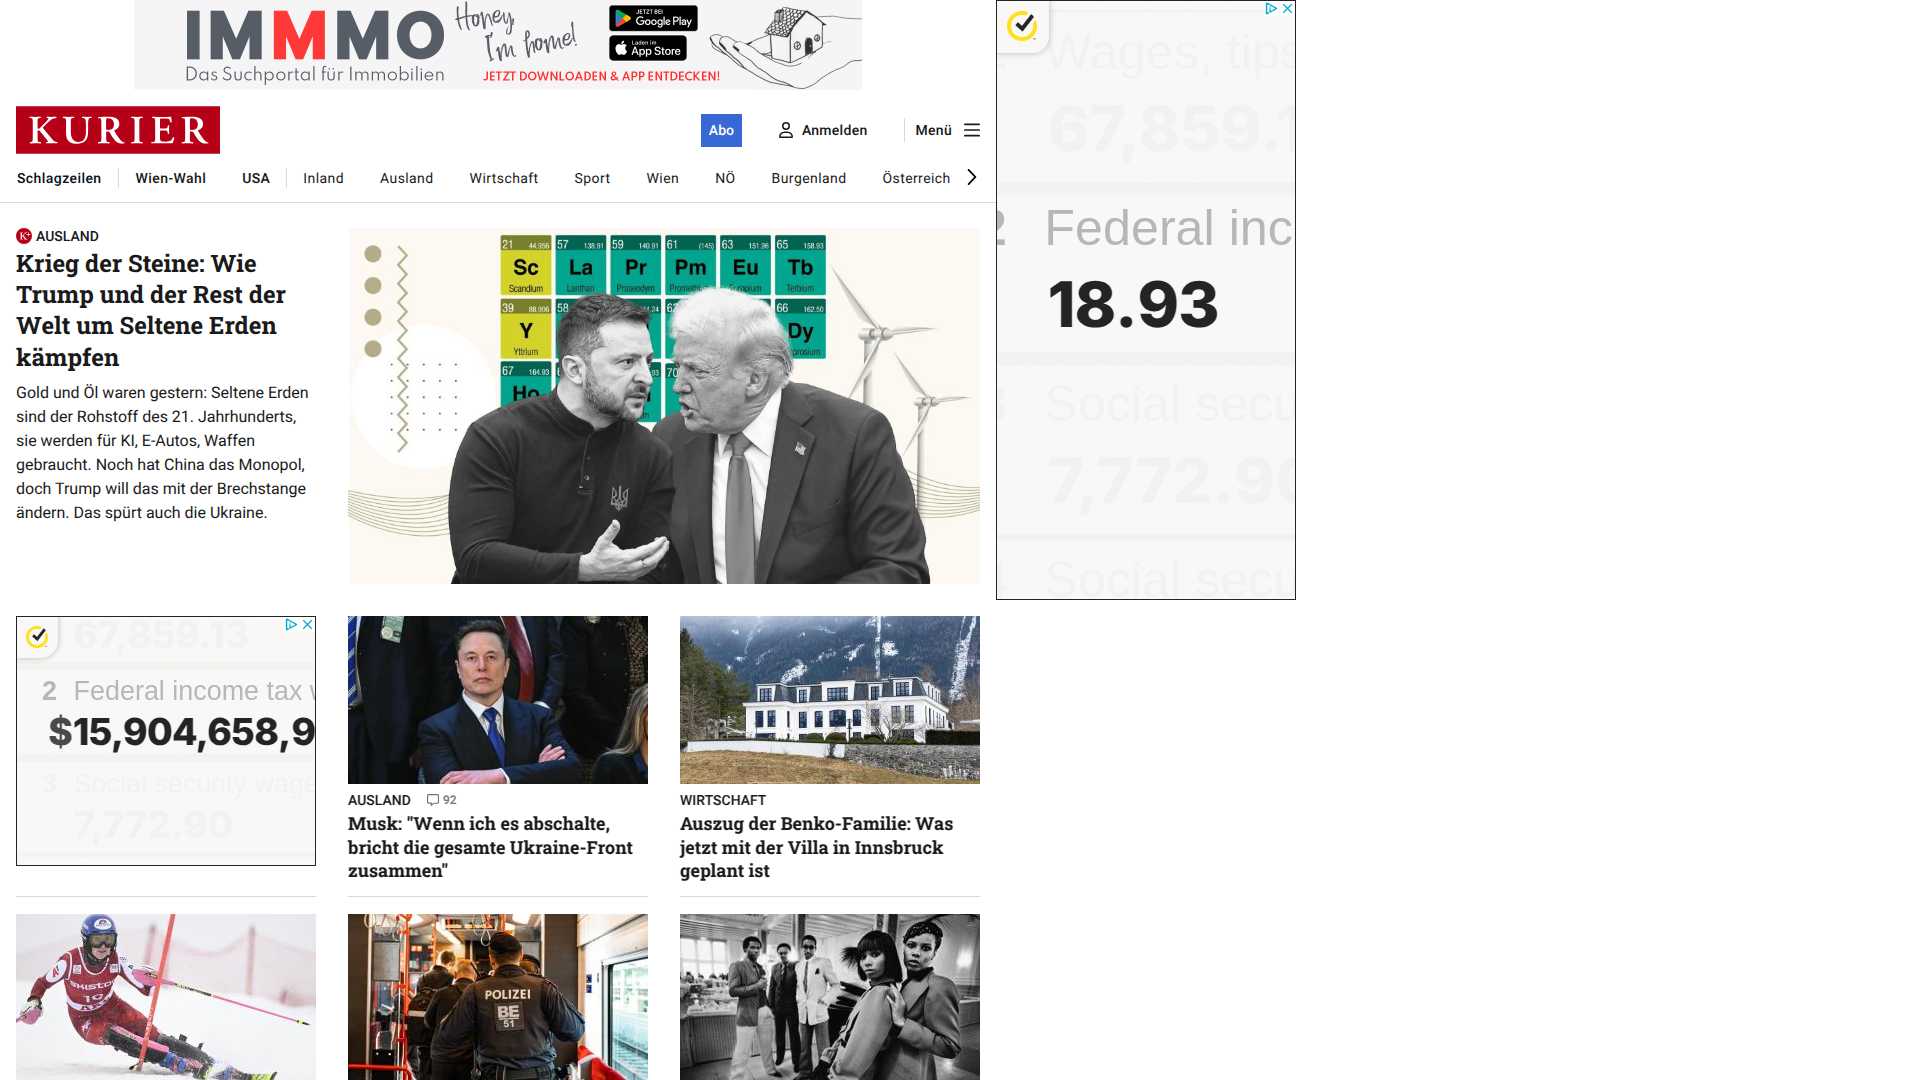 IMMMO
Das Suchportal für Immobilien
Honey,
I'm home!
JETZT BEI
Google Play
Laden im
App Store
JETZT DOWNLOADEN & APP ENTDECKEN!
KURIER
Abo
Anmelden
Menü
Schlagzeilen
Wien-Wahl
USA
Inland
Ausland
Wirtschaft
Sport
Wien
NÖ
Burgenland
Österreich
K+ AUSLAND
Krieg der Steine: Wie
Trump und der Rest der
Welt um Seltene Erden
kämpfen
Gold und Öl waren gestern: Seltene Erden
sind der Rohstoff des 21. Jahrhunderts,
sie werden für KI, E-Autos, Waffen
gebraucht. Noch hat China das Monopol,
doch Trump will das mit der Brechstange
ändern. Das spürt auch die Ukraine.
21 44.956 57 138.91 59 140.91 61 (145) 63 151.96 65 158.93
Sc La Pr Pm Eu Tb
Scandium Lanthan Terbium
39 88.906 58 66 162.50
Y Dy
Yttrium
67 164.93 70
Ho
Wages, tips
67,859.1
2 Federal inc
18.93
Social secu
7,772.90
Social secu
67,859.13
2 Federal income tax
$15,904,658,9
3 Social security wage
7,772.90
AUSLAND 92
Musk: "Wenn ich es abschalte,
bricht die gesamte Ukraine-Front
zusammen"
WIRTSCHAFT
Auszug der Benko-Familie: Was
jetzt mit der Villa in Innsbruck
geplant ist
POLIZEI
BE
51